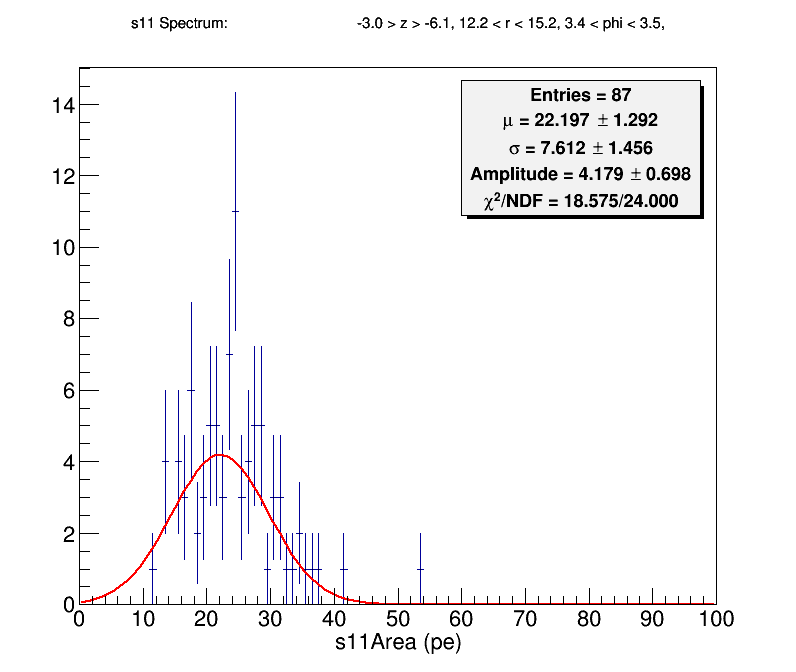 s11 Spectrum: -3.0 > z > -6.1, 12.2 < r < 15.2, 3.4 < phi < 3.5,
Entries = 87
μ = 22.197 ± 1.292
σ = 7.612 ± 1.456
Amplitude = 4.179 ± 0.698
χ²/NDF = 18.575/24.000
14
12
10
8
6
4
2
0
0 10 20 30 40 50 60 70 80 90 100
s11Area (pe)